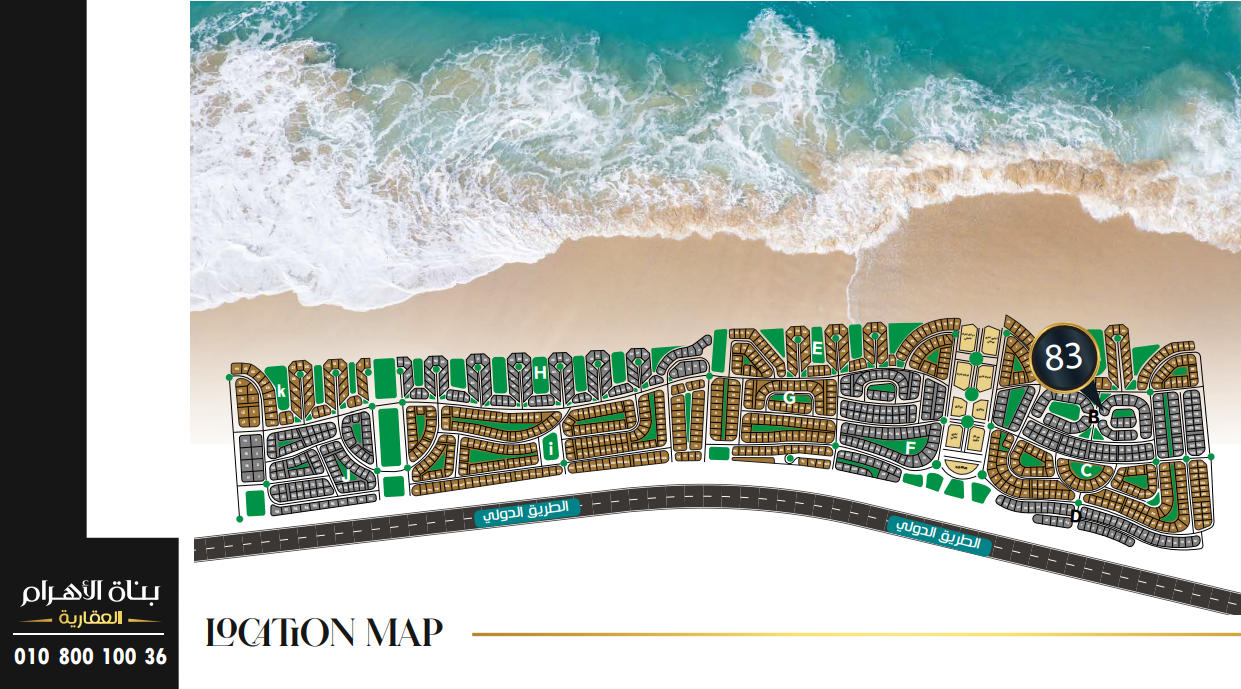 83
E
k
H
G
B
i
F
C
J
D
الطريق الدولي
الطريق الدولي
بناة الأهرام
العقارية
010 800 100 36
LOCATION MAP